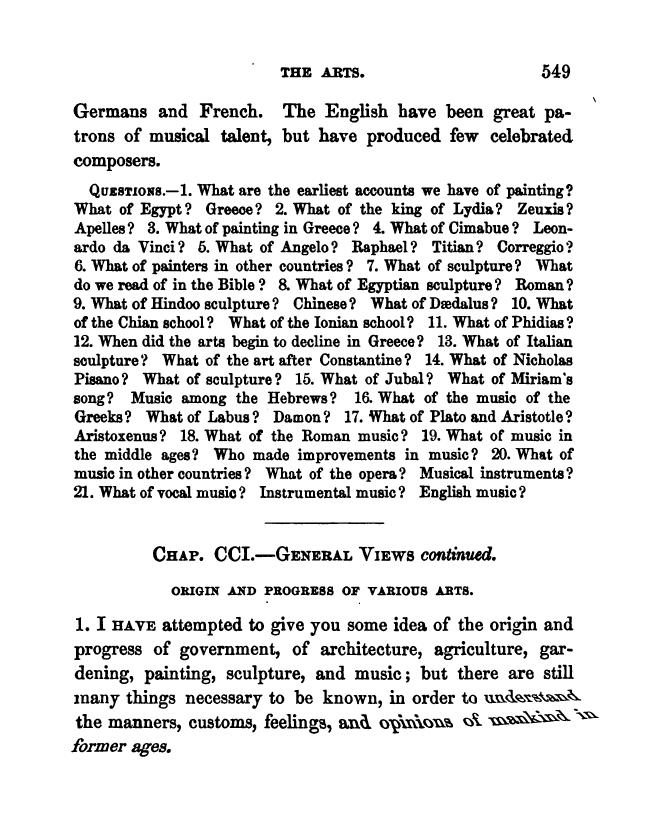 THE ARTS. 549
Germans and French. The English have been great pa-
trons of musical talent, but have produced few celebrated
composers.
QUESTIONS.—1. What are the earliest accounts we have of painting?
What of Egypt? Greece? 2. What of the king of Lydia? Zeuxis?
Apelles? 3. What of painting in Greece? 4. What of Cimabue? Leon-
ardo da Vinci? 5. What of Angelo? Raphael? Titian? Correggio?
6. What of painters in other countries? 7. What of sculpture? What
do we read of in the Bible? 8. What of Egyptian sculpture? Roman?
9. What of Hindoo sculpture? Chinese? What of Dædalus? 10. What
of the Chian school? What of the Ionian school? 11. What of Phidias?
12. When did the arts begin to decline in Greece? 13. What of Italian
sculpture? What of the art after Constantine? 14. What of Nicholas
Pisano? What of sculpture? 15. What of Jubal? What of Miriam's
song? Music among the Hebrews? 16. What of the music of the
Greeks? What of Labus? Damon? 17. What of Plato and Aristotle?
Aristoxenus? 18. What of the Roman music? 19. What of music in
the middle ages? Who made improvements in music? 20. What of
music in other countries? What of the opera? Musical instruments?
21. What of vocal music? Instrumental music? English music?
CHAP. CCI.—GENERAL VIEWS continued.
ORIGIN AND PROGRESS OF VARIOUS ARTS.
1. I HAVE attempted to give you some idea of the origin and
progress of government, of architecture, agriculture, gar-
dening, painting, sculpture, and music; but there are still
many things necessary to be known, in order to understand
the manners, customs, feelings, and opinions of mankind in
former ages.